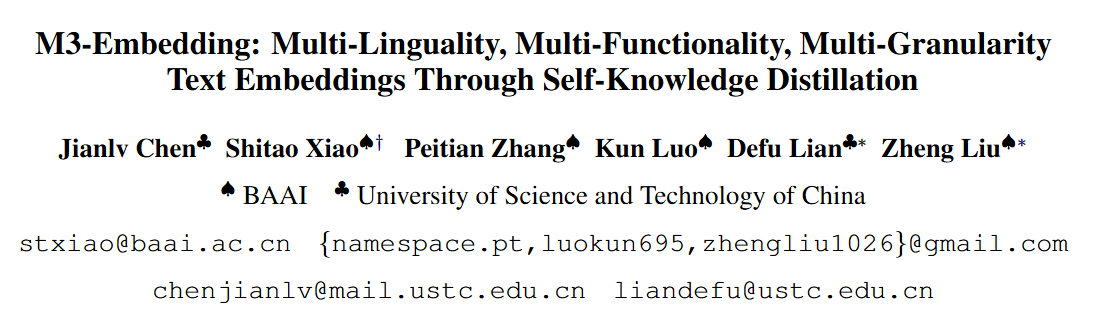 M3-Embedding: Multi-Linguality, Multi-Functionality, Multi-Granularity
Text Embeddings Through Self-Knowledge Distillation
Jianlv Chen♣ Shitao Xiao♠† Peitian Zhang♠ Kun Luo♠ Defu Lian♣* Zheng Liu♠*
♠ BAAI ♣ University of Science and Technology of China
stxiao@baai.ac.cn {namespace.pt,luokun695,zhengliu1026}@gmail.com
chenjianlv@mail.ustc.edu.cn liandefu@ustc.edu.cn